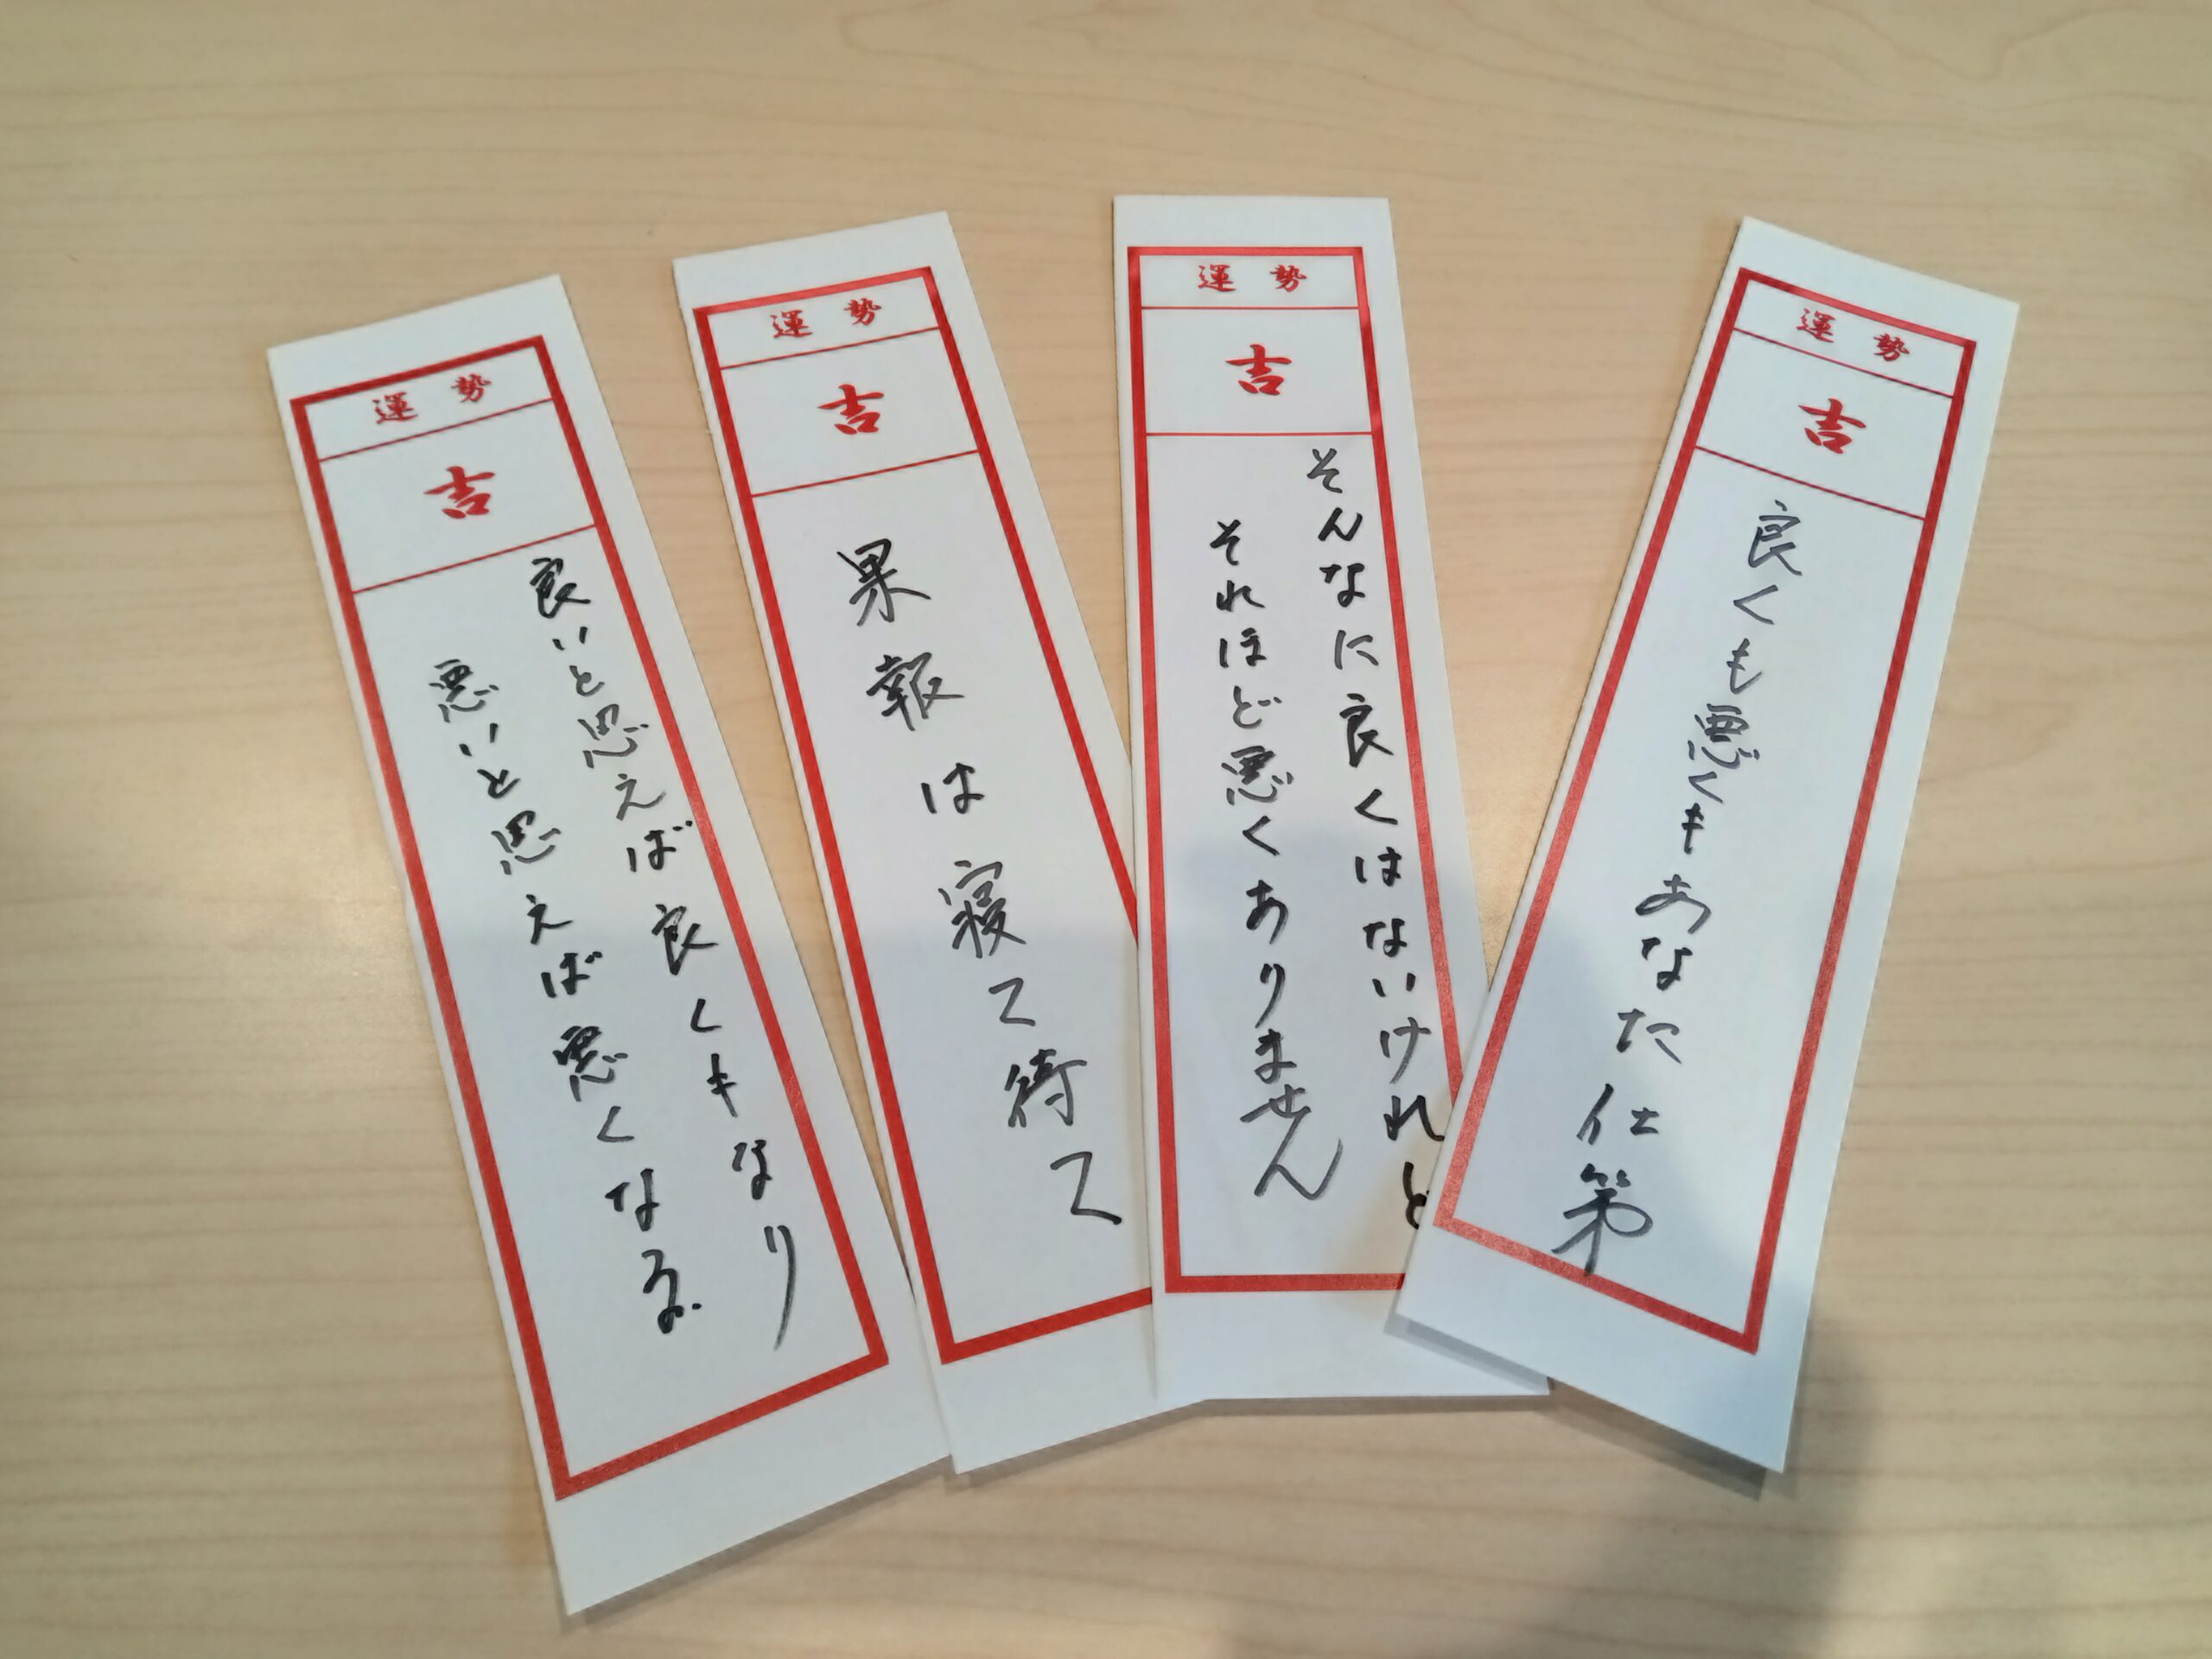 運勢
吉
良いと思えば良くもなり
悪いと思えば悪くなる
運勢
吉
果報は寝て待て
運勢
吉
そんなに良くはないけれど
それほど悪くありません
運勢
吉
良くも悪くもあなた仕第